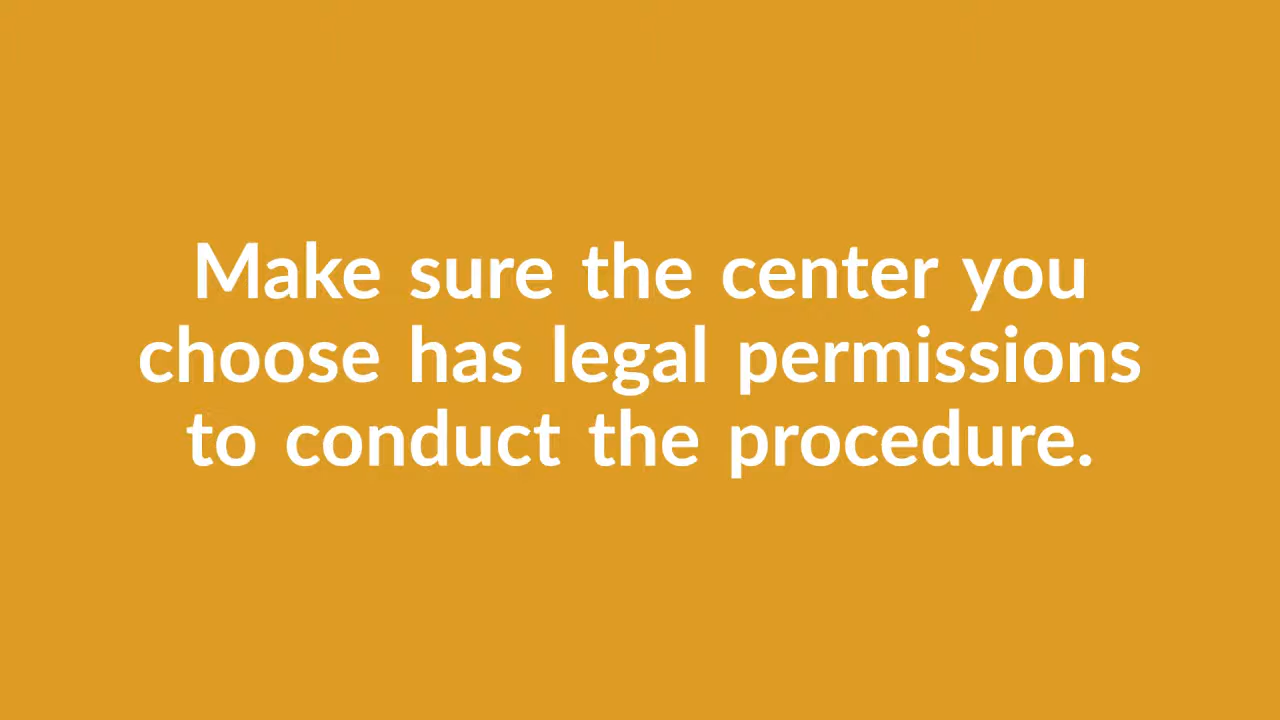 Make sure the center you
choose has legal permissions
to conduct the procedure.